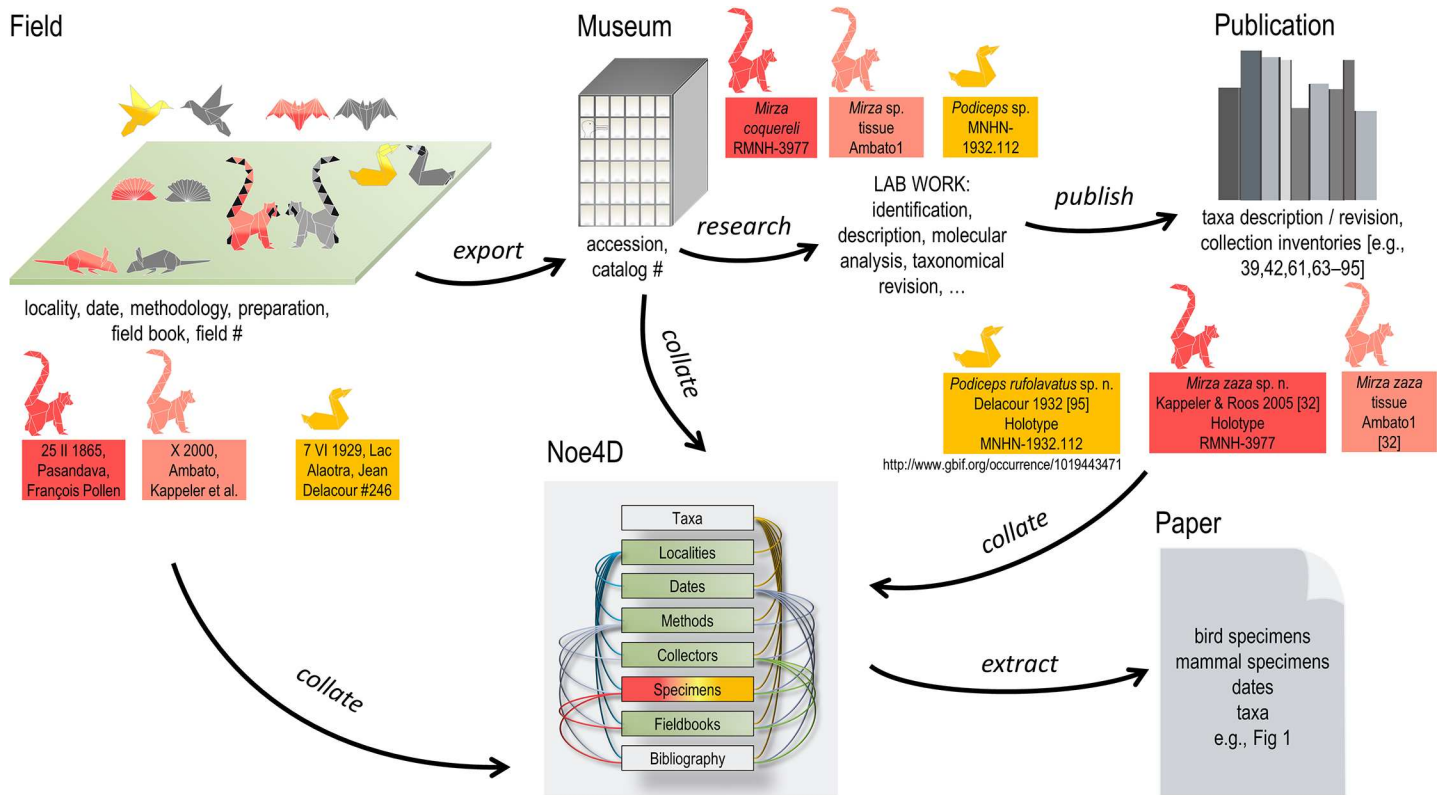 Field
locality, date, methodology, preparation,
field book, field #
25 II 1865,
Pasandava,
François Pollen
X 2000,
Ambato,
Kappeler et al.
7 VI 1929, Lac
Alaotra, Jean
Delacour #246
export
Museum
accession,
catalog #
Mirza
coquereli
RMNH-3977
Mirza sp.
tissue
Ambato1
Podiceps sp.
MNHN-
1932.112
research
LAB WORK:
identification,
description, molecular
analysis, taxonomical
revision, …
publish
Publication
taxa description / revision,
collection inventories [e.g.,
39,42,61,63–95]
Podiceps rufolavatus sp. n.
Delacour 1932 [95]
Holotype
MNHN-1932.112
http://www.gbif.org/occurrence/1019443471
Mirza zaza sp. n.
Kappeler & Roos 2005 [32]
Holotype
RMNH-3977
Mirza zaza
tissue
Ambato1
[32]
collate
collate
collate
Noe4D
Taxa
Localities
Dates
Methods
Collectors
Specimens
Fieldbooks
Bibliography
extract
Paper
bird specimens
mammal specimens
dates
taxa
e.g., Fig 1